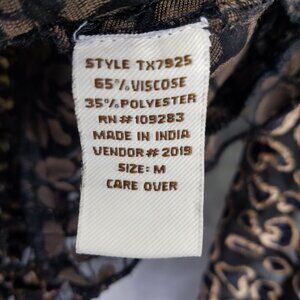 STYLE TX7925
65%VISCOSE
35%POLYESTER
RN#109283
MADE IN INDIA
VENDOR# 2019
SIZE: M
CARE OVER